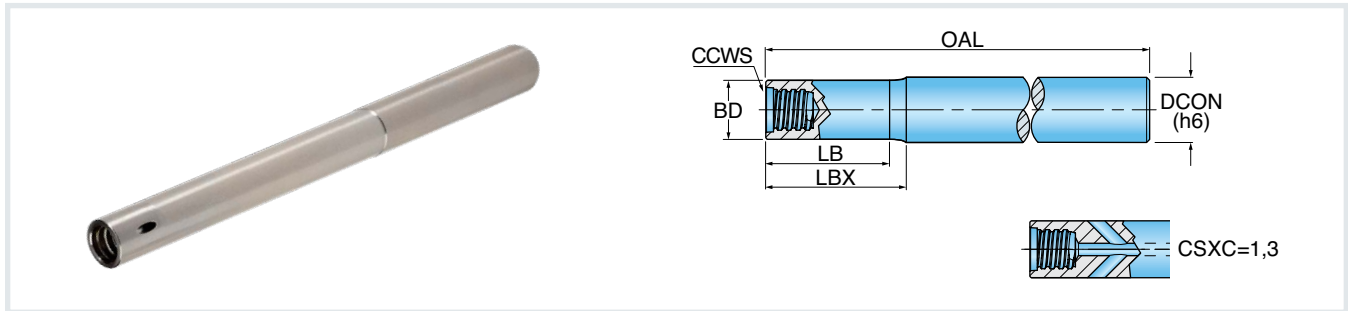 OAL
CCWS
BD
DCON
(h6)
LB
LBX
CSXC=1,3